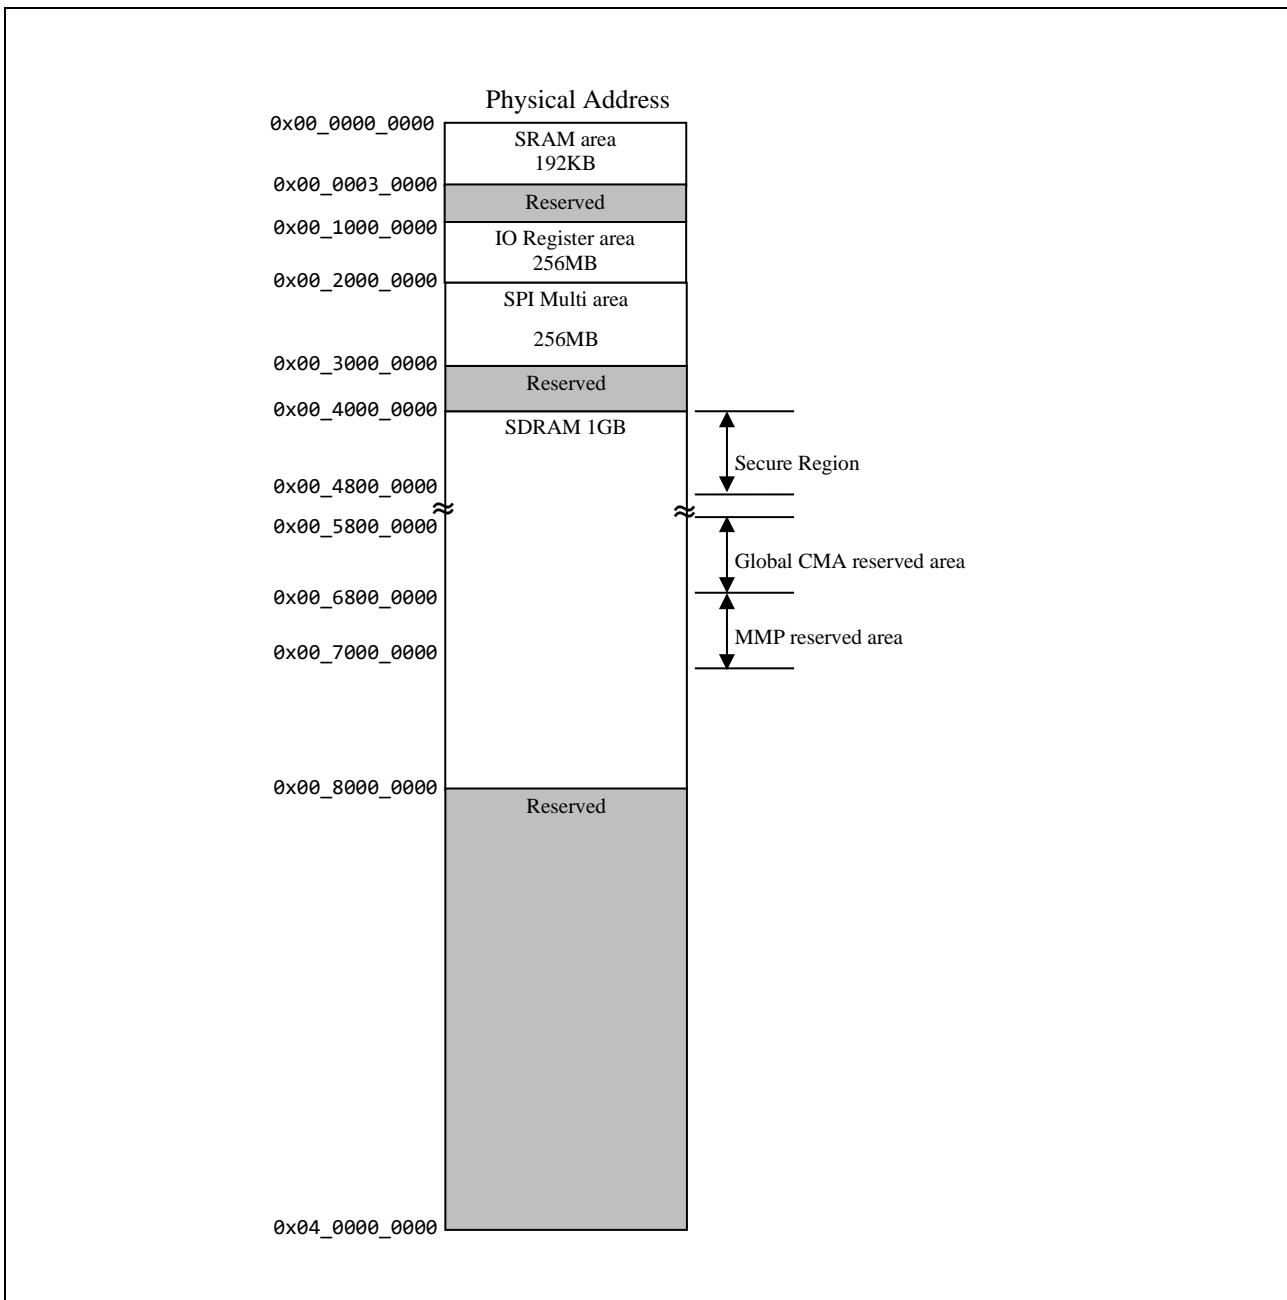 Physical Address
0x00_0000_0000
SRAM area
192KB
0x00_0003_0000
Reserved
0x00_1000_0000
IO Register area
256MB
0x00_2000_0000
SPI Multi area
256MB
0x00_3000_0000
Reserved
0x00_4000_0000
SDRAM 1GB
Secure Region
0x00_4800_0000
0x00_5800_0000
Global CMA reserved area
0x00_6800_0000
MMP reserved area
0x00_7000_0000
0x00_8000_0000
Reserved
0x04_0000_0000